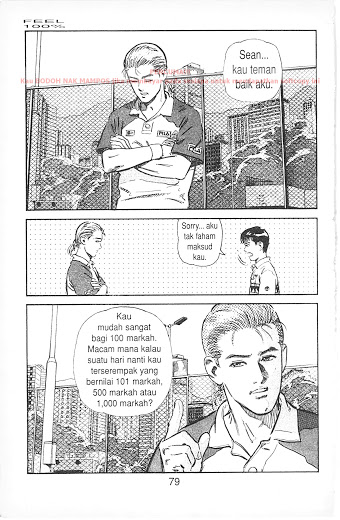 FEEL
100%
Sean...
kau teman
baik aku.
Sorry... aku
tak faham
maksud
kau.
Kau
mudah sangat
bagi 100 markah.
Macam mana kalau
suatu hari nanti kau
terserempak yang
bernilai 101 markah,
500 markah atau
1,000 markah?
79